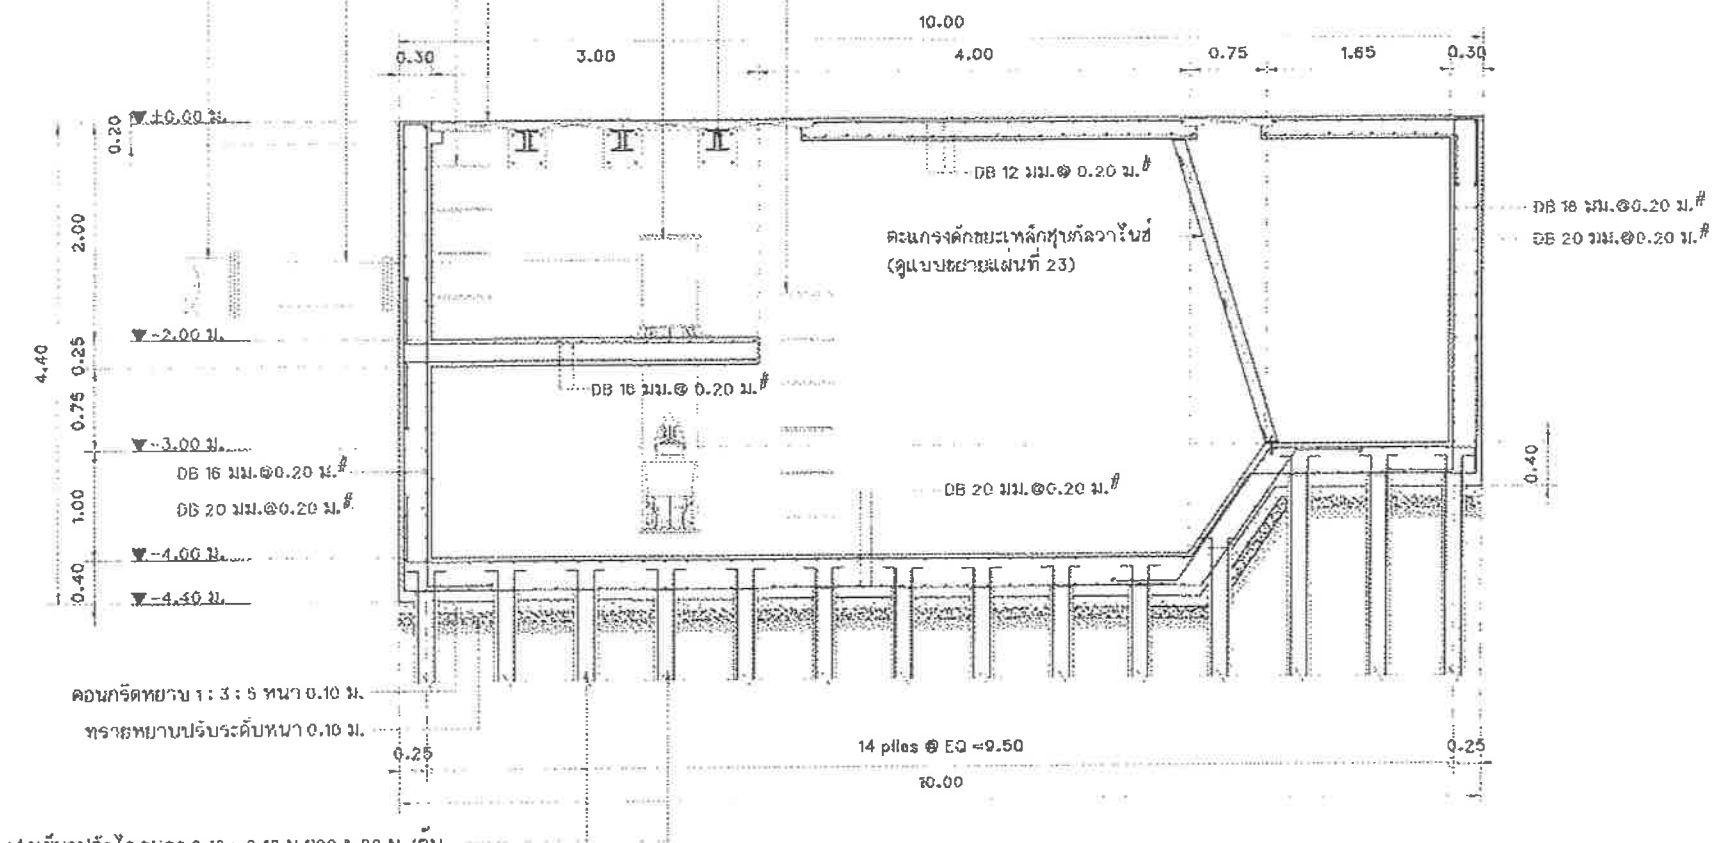 10.00
0.30 3.00 4.00 0.75 1.65 0.30
0.20
±0.00 ม.
DB 12 มม.@ 0.20 ม.#
DB 16 มม.@0.20 ม.#
DB 20 มม.@0.20 ม.#
2.00
ตะแกรงดักขยะเหล็กชุบกัลวาไนซ์
(ดูแบบขยายแผ่นที่ 23)
-2.00 ม.
4.40
0.25
DB 16 มม.@ 0.20 ม.#
0.75
-3.00 ม.
DB 16 มม.@0.20 ม.#
DB 20 มม.@0.20 ม.#
DB 20 มม.@0.20 ม.#
0.40
1.00
-4.00 ม.
0.40
-4.40 ม.
คอนกรีตหยาบ 1 : 3 : 5 หนา 0.10 ม.
ทรายหยาบปรับระดับหนา 0.10 ม.
0.25 14 piles @ EQ =9.50 0.25
10.00